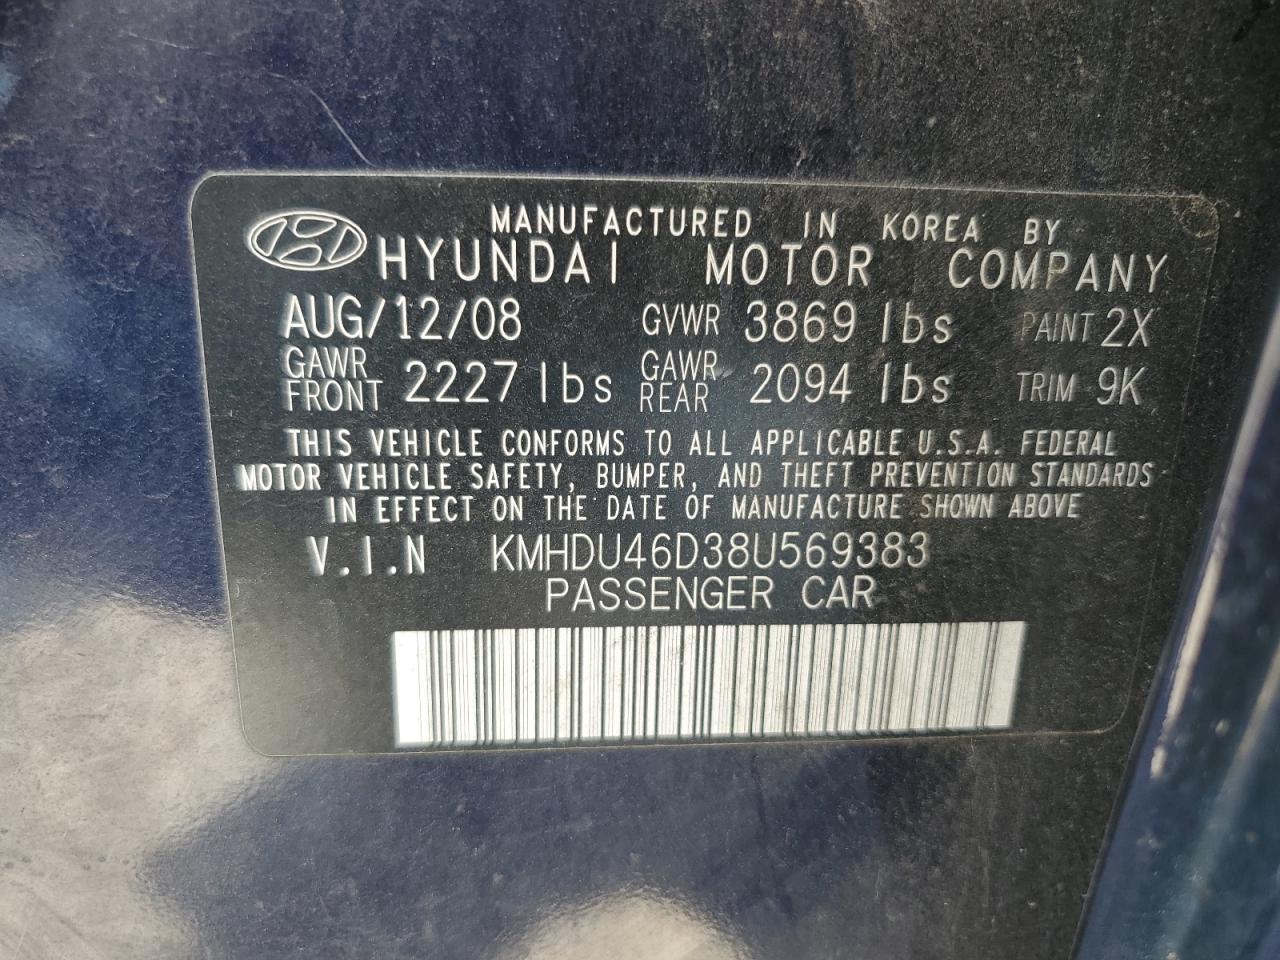 MANUFACTURED IN KOREA BY
HYUNDAI MOTOR COMPANY
AUG/12/08 GVWR 3869 lbs PAINT 2X
GAWR FRONT 2227 lbs GAWR REAR 2094 lbs TRIM 9K
THIS VEHICLE CONFORMS TO ALL APPLICABLE U.S.A. FEDERAL
MOTOR VEHICLE SAFETY, BUMPER, AND THEFT PREVENTION STANDARDS
IN EFFECT ON THE DATE OF MANUFACTURE SHOWN ABOVE
V.I.N KMHDU46D38U569383
PASSENGER CAR